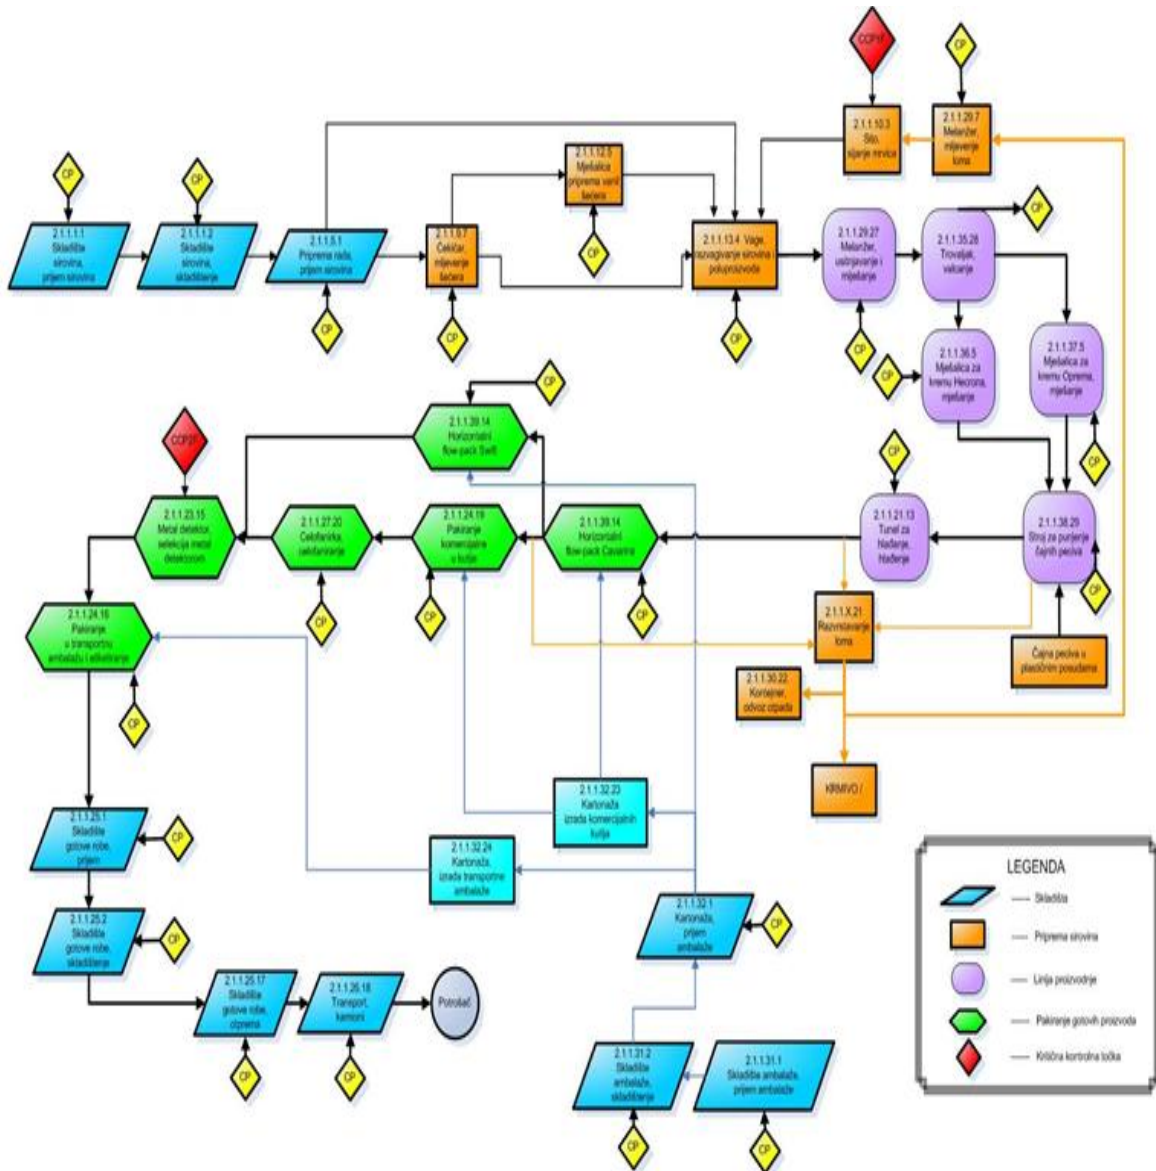 CCP1F
CP
2.1.1.10.3
Sito,
sijanje mrvica
2.1.1.29.7
Melanžer,
mljevenje
loma
2.1.1.12.5
Mješalica
priprema vanil
šećera
CP
CP
CP
2.1.1.1.1
Skladište
sirovina,
prijem sirovina
2.1.1.1.2
Skladište
sirovina,
skladištenje
2.1.1.5.1
Priprema rada,
prijem sirovina
2.1.1.9.7
Čekičar,
mljevenje
šećera
2.1.1.13.4 Vage,
razvagivanje sirovina i
poluproizvoda
2.1.1.29.27
Melanžer,
usitnjavanje i
miješanje
2.1.1.35.28
Trovaljak,
valcanje
CP
CP
CP
CP
CP
CP
2.1.1.36.5
Mješalica za
kremu Hecrona,
mješanje
2.1.1.37.5
Mješalica za
kremu Oprema,
mješanje
CP
CP
2.1.1.39.14
Horizontalni
flow-pack Swift
CCP2F
CP
2.1.1.23.15
Metal detektor,
selekcija metal
detektorom
2.1.1.27.20
Celofanirka,
celofaniranje
2.1.1.24.19
Pakiranje
komercijalne
u kutije
2.1.1.39.14
Horizontalni
flow-pack Cavanna
2.1.1.21.13
Tunel za
hlađenje,
hlađenje
2.1.1.38.29
Stroj za punjenje
čajnih peciva
CP
CP
CP
CP
2.1.1.24.16
Pakiranje
u transportnu
ambalažu i etiketiranje
CP
2.1.1.X.21
Razvrstavanje
loma
Čajna peciva u
plastičnim posudama
2.1.1.30.22
Kontejner,
odvoz otpada
KRMIVO /
2.1.1.32.23
Kartonaža
izrada komercijalnih
kutija
2.1.1.32.24
Kartonaža,
izrada transportne
ambalaže
2.1.1.25.1
Skladište
gotove robe,
prijem
CP
2.1.1.25.2
Skladište
gotove robe,
skladištenje
CP
2.1.1.32.1
Kartonaža,
prijem
ambalaže
CP
2.1.1.25.17
Skladište
gotove robe,
otprema
2.1.1.26.18
Transport,
kamioni
Potrošač
CP
CP
2.1.1.31.2
Skladište
ambalaže,
skladištenje
2.1.1.31.1
Skladište ambalaže,
prijem ambalaže
CP
CP
LEGENDA
Skladišta
Priprema sirovina
Linija proizvodnje
Pakiranje gotovih proizvoda
Kritična kontrolna točka